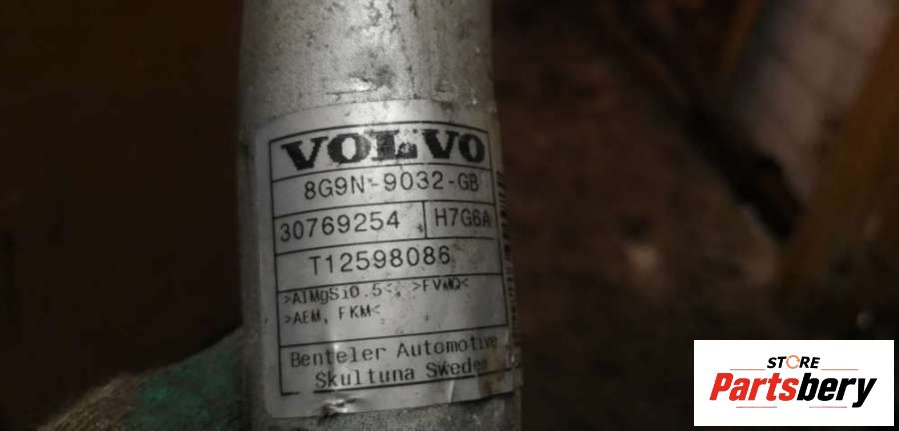 VOLVO
8G9N-9032-GB
30769254 H7G6A
T12598086
>AlMgSi0.5<, >FVMQ<
>AEM, FKM<
Benteler Automotive
Skultuna Sweden
STORE
Partsbery